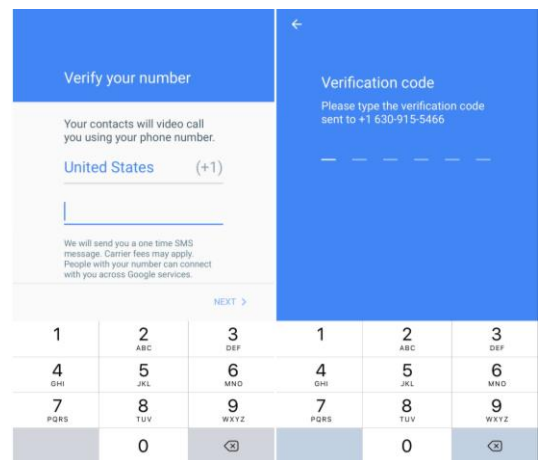 Verify your number
Your contacts will video call
you us​ing your phone number.
United States (+1)
We will send you a one time SMS
message. Carrier fees may apply.
People with your number can connect
with you across Google services.
NEXT >
1 2 3
ABC DEF
4 5 6
GHI JKL MNO
7 8 9
PQRS TUV WXYZ
0
Verification code
Please type the verification code
sent to +1 630-915-5466
1 2 3
ABC DEF
4 5 6
GHI JKL MNO
7 8 9
PQRS TUV WXYZ
0